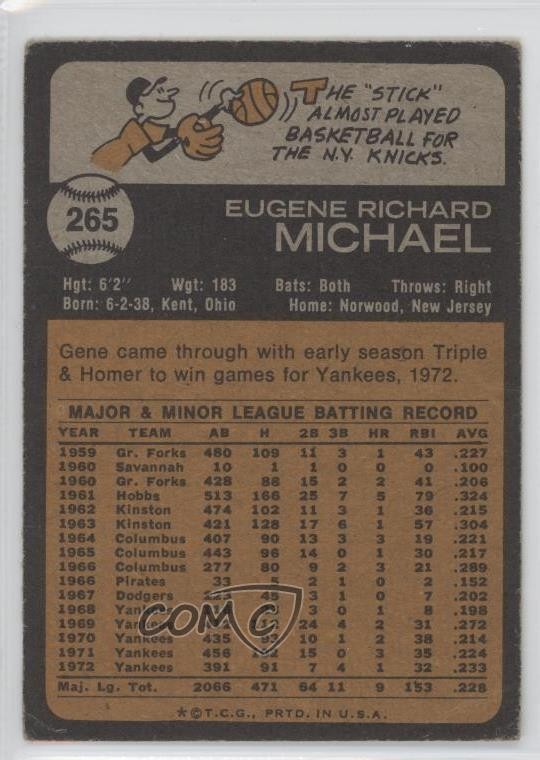 THE "STICK"
ALMOST PLAYED
BASKETBALL FOR
THE N.Y. KNICKS.
265
EUGENE RICHARD
MICHAEL
Hgt: 6'2" Wgt: 183 Bats: Both Throws: Right
Born: 6-2-38, Kent, Ohio Home: Norwood, New Jersey
Gene came through with early season Triple
& Homer to win games for Yankees, 1972.
MAJOR & MINOR LEAGUE BATTING RECORD
YEAR TEAM AB H 2B 3B HR RBI AVG
1959 Gr. Forks 480 109 11 3 1 43 .227
1960 Savannah 10 1 1 0 0 0 .100
1960 Gr. Forks 428 88 15 2 2 41 .206
1961 Hobbs 513 166 25 7 5 79 .324
1962 Kinston 474 102 11 3 1 36 .215
1963 Kinston 421 128 17 6 1 57 .304
1964 Columbus 407 90 13 3 3 19 .221
1965 Columbus 443 96 14 0 1 30 .217
1966 Columbus 277 80 9 2 3 21 .289
1966 Pirates 33 5 2 1 0 2 .152
1967 Dodgers 45 3 1 0 7 .202
1968 Yankees 3 0 1 8 .198
1969 Yankees 24 4 2 31 .272
1970 Yankees 435 93 10 1 2 38 .214
1971 Yankees 456 15 0 3 35 .224
1972 Yankees 391 91 7 4 1 32 .233
Maj. Lg. Tot. 2066 471 64 11 9 153 .228
*©T.C.G., PRTD. IN U.S.A.
COMC